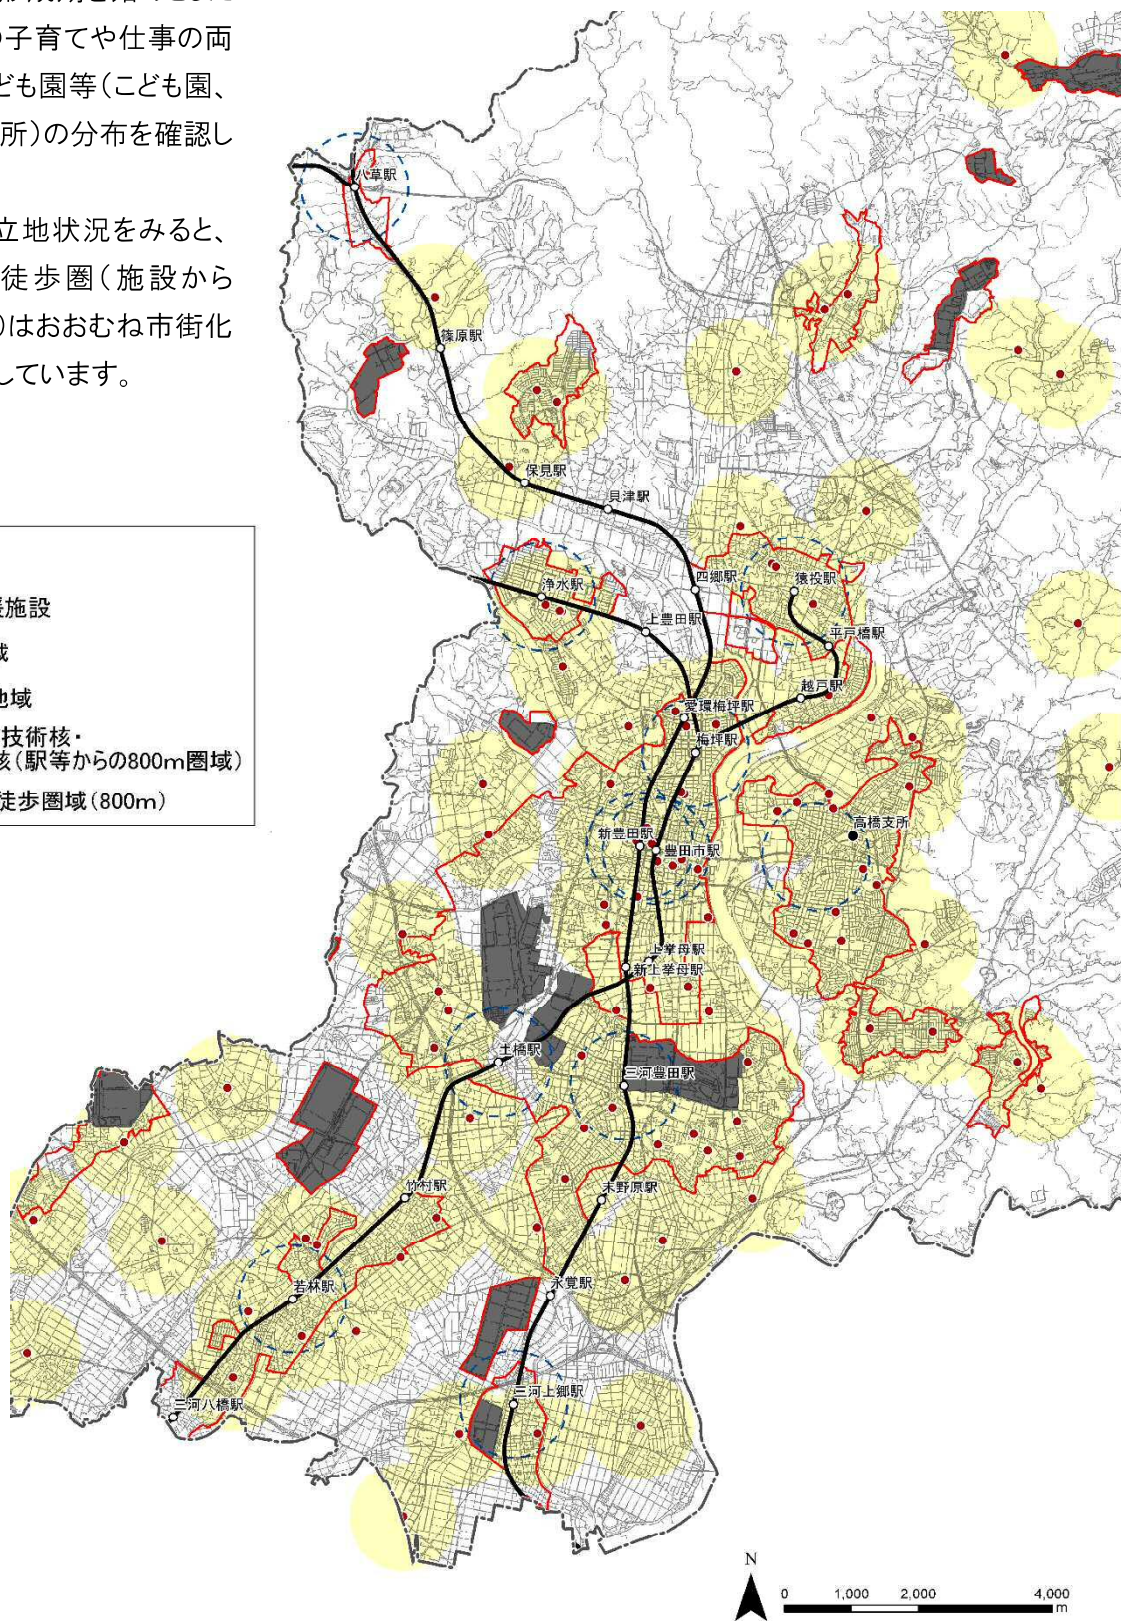 の子育てや仕事の両
ども園等（こども園、
所）の分布を確認し
立地状況をみると、
徒歩圏（施設から
）はおおむね市街化
しています。
施設
域
地域
技術核・
核（駅等からの800m圏域）
徒歩圏域（800m）
八草駅
篠原駅
保見駅
貝津駅
浄水駅
四郷駅
猿投駅
上豊田駅
平戸橋駅
越戸駅
愛環梅坪駅
梅坪駅
高橋支所
新豊田駅
豊田市駅
上挙母駅
新上挙母駅
土橋駅
三河豊田駅
竹村駅
末野原駅
若林駅
永覚駅
三河上郷駅
三河八橋駅
N
0 1,000 2,000 4,000
m